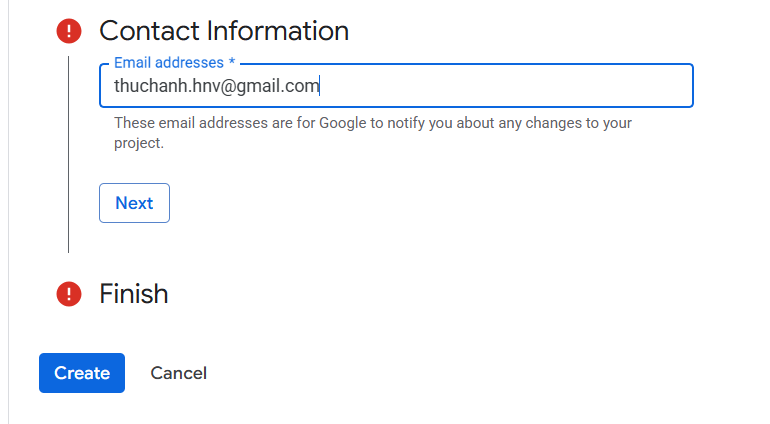 Contact Information
Email addresses *
thuchanh.hnv@gmail.com
These email addresses are for Google to notify you about any changes to your
project.
Next
Finish
Create
Cancel